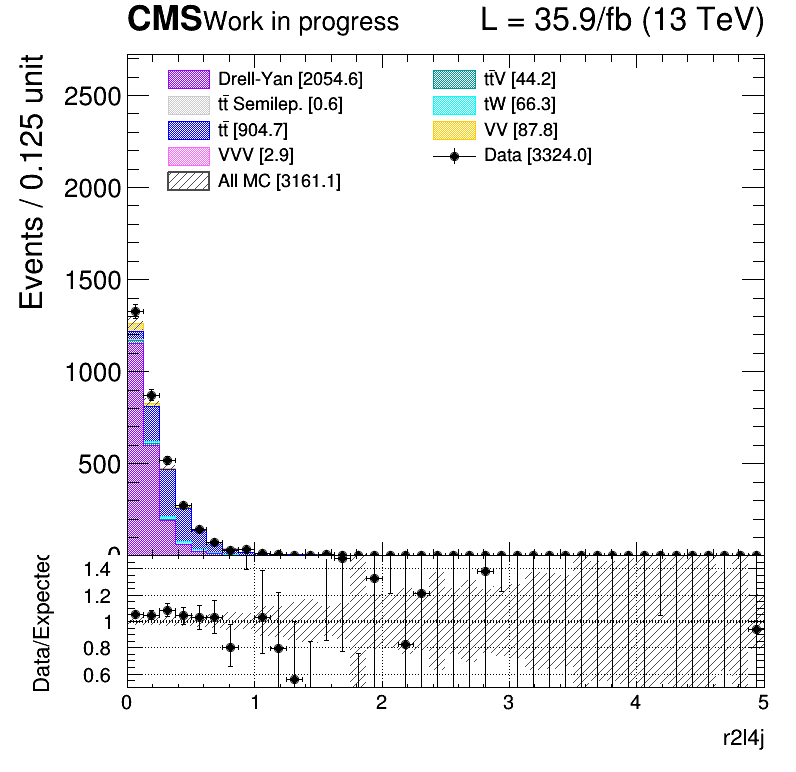 CMS Work in progress L = 35.9/fb (13 TeV)
Events / 0.125 unit
2500
2000
1500
1000
500
0
Drell-Yan [2054.6]
tt̄ Semilep. [0.6]
tt̄ [904.7]
VVV [2.9]
All MC [3161.1]
tt̄V [44.2]
tW [66.3]
VV [87.8]
Data [3324.0]
Data/Expected
1.4
1.2
1
0.8
0.6
0 1 2 3 4 5
r2l4j